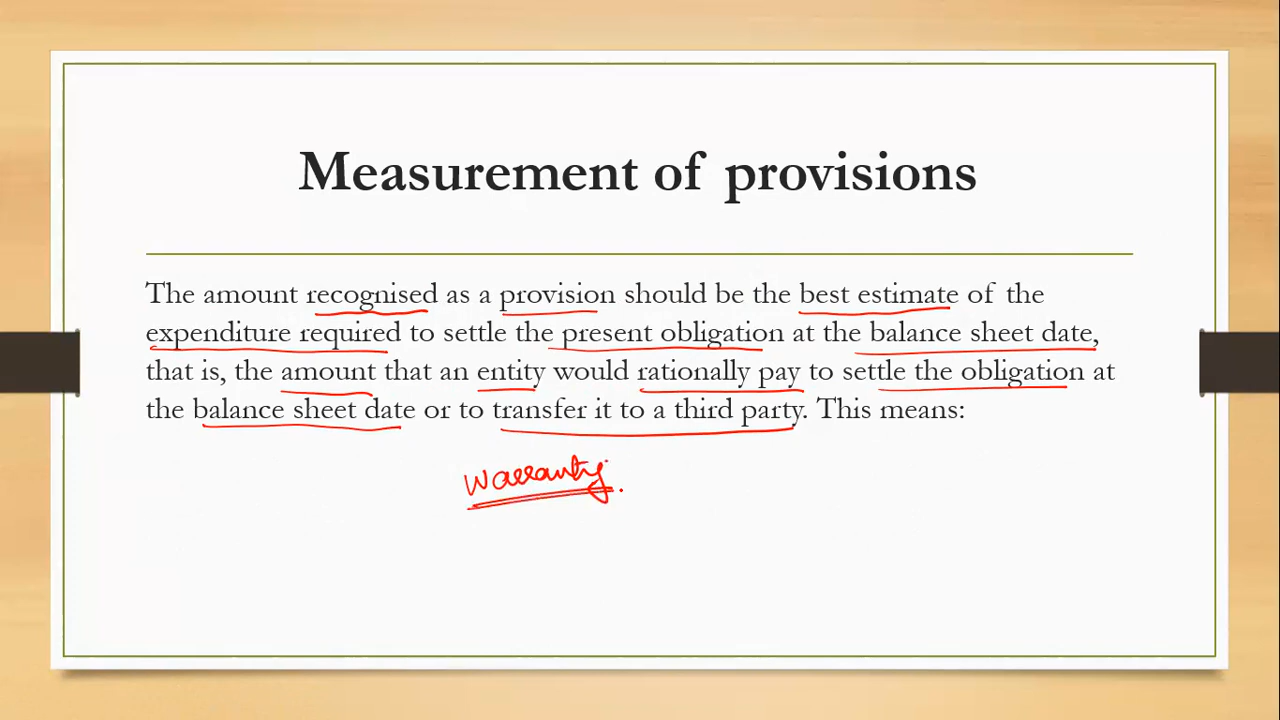 Measurement of provisions
The amount recognised as a provision should be the best estimate of the
expenditure required to settle the present obligation at the balance sheet date,
that is, the amount that an entity would rationally pay to settle the obligation at
the balance sheet date or to transfer it to a third party. This means:
Warranty.